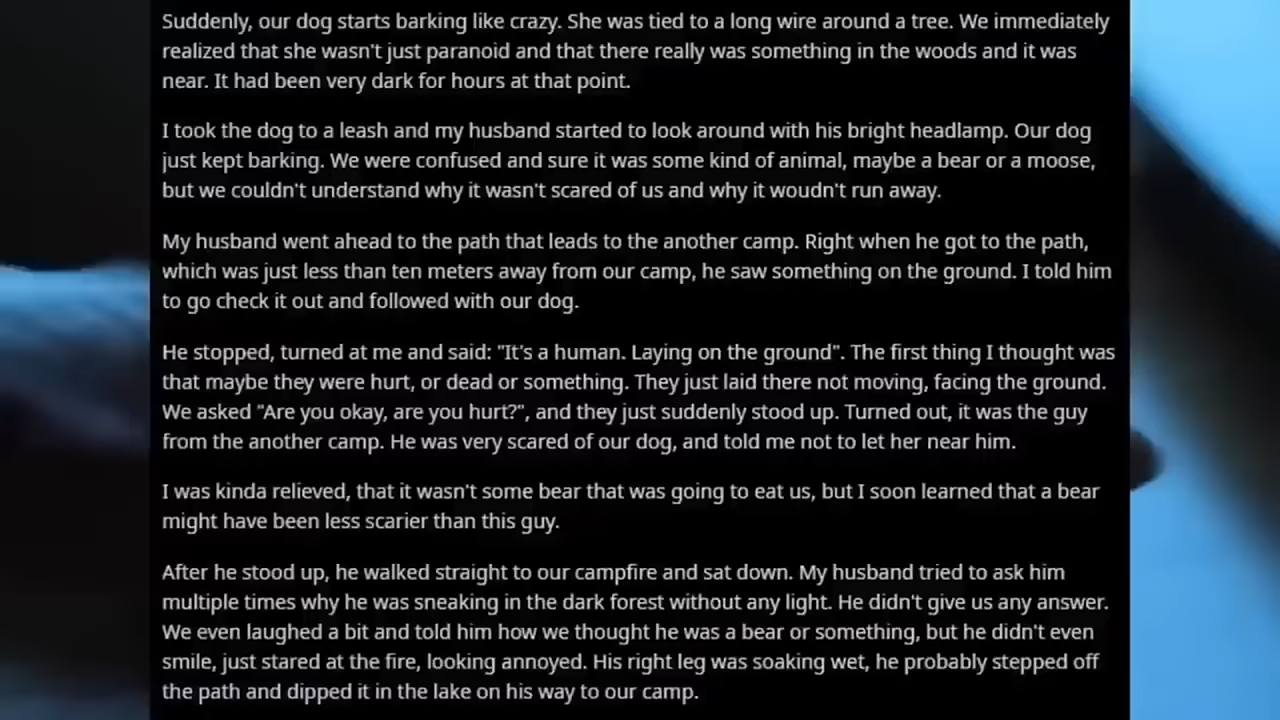 Suddenly, our dog starts barking like crazy. She was tied to a long wire around a tree. We immediately
realized that she wasn't just paranoid and that there really was something in the woods and it was
near. It had been very dark for hours at that point.
I took the dog to a leash and my husband started to look around with his bright headlamp. Our dog
just kept barking. We were confused and sure it was some kind of animal, maybe a bear or a moose,
but we couldn't understand why it wasn't scared of us and why it woudn't run away.
My husband went ahead to the path that leads to the another camp. Right when he got to the path,
which was just less than ten meters away from our camp, he saw something on the ground. I told him
to go check it out and followed with our dog.
He stopped, turned at me and said: "It's a human. Laying on the ground". The first thing I thought was
that maybe they were hurt, or dead or something. They just laid there not moving, facing the ground.
We asked "Are you okay, are you hurt?", and they just suddenly stood up. Turned out, it was the guy
from the another camp. He was very scared of our dog, and told me not to let her near him.
I was kinda relieved, that it wasn't some bear that was going to eat us, but I soon learned that a bear
might have been less scarier than this guy.
After he stood up, he walked straight to our campfire and sat down. My husband tried to ask him
multiple times why he was sneaking in the dark forest without any light. He didn't give us any answer.
We even laughed a bit and told him how we thought he was a bear or something, but he didn't even
smile, just stared at the fire, looking annoyed. His right leg was soaking wet, he probably stepped off
the path and dipped it in the lake on his way to our camp.